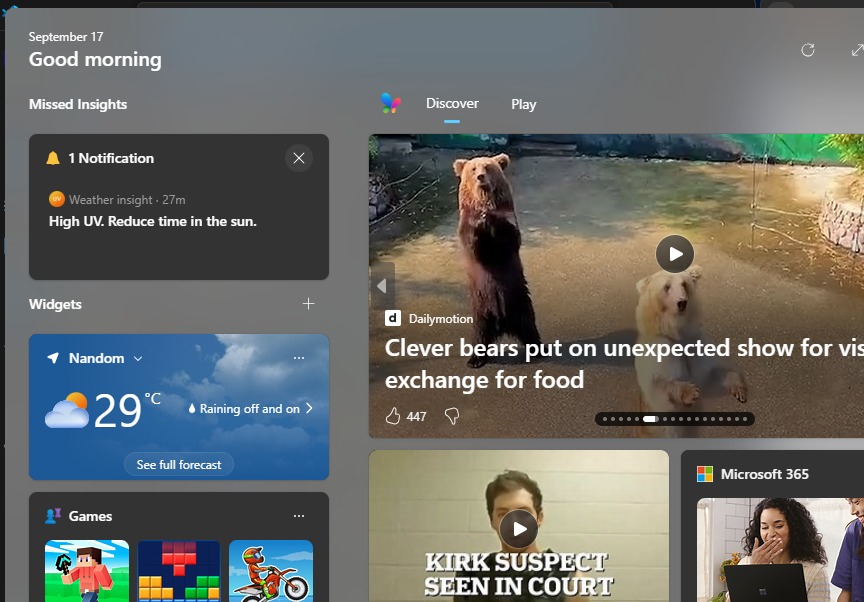 September 17
Good morning
Missed Insights
Discover
Play
1 Notification
UV
Weather insight · 27m
High UV. Reduce time in the sun.
Widgets
d Dailymotion
Clever bears put on unexpected show for vis
exchange for food
447
Nandom
29 °C
Raining off and on
See full forecast
Games
KIRK SUSPECT
SEEN IN COURT
Microsoft 365